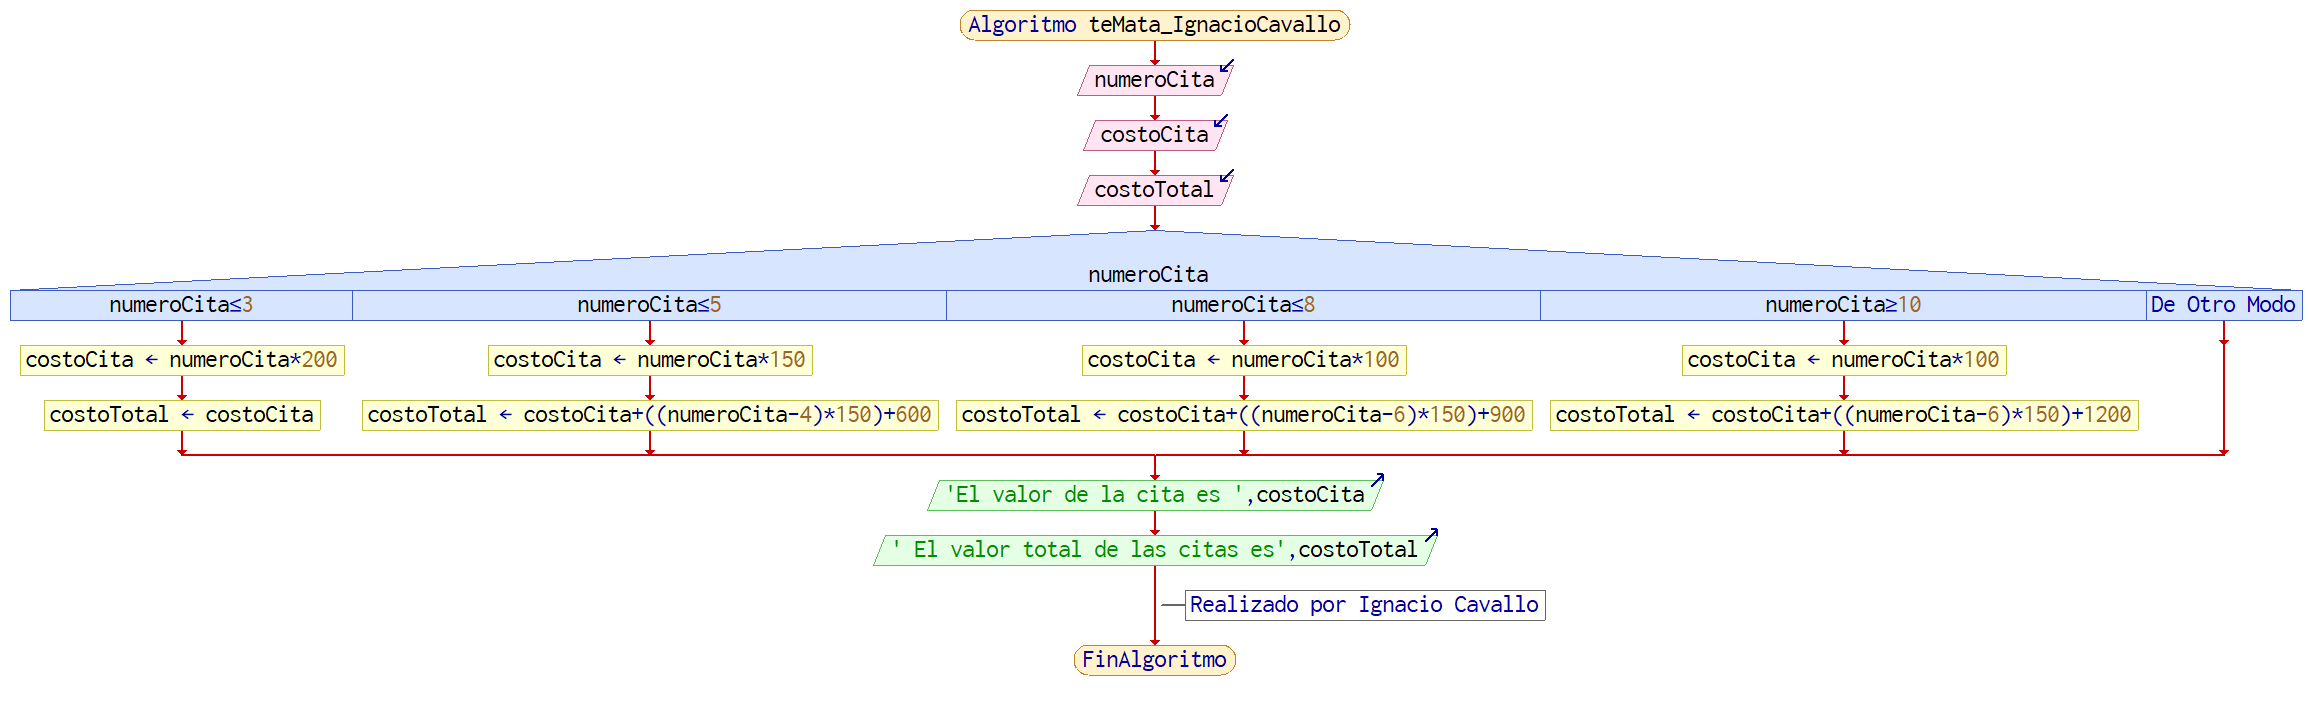 Algoritmo teMata_IgnacioCavallo
numeroCita
costoCita
costoTotal
numeroCita
numeroCita≤3 numeroCita≤5 numeroCita≤8 numeroCita≥10 De Otro Modo
costoCita ← numeroCita*200 costoCita ← numeroCita*150 costoCita ← numeroCita*100 costoCita ← numeroCita*100
costoTotal ← costoCita costoTotal ← costoCita+((numeroCita-4)*150)+600 costoTotal ← costoCita+((numeroCita-6)*150)+900 costoTotal ← costoCita+((numeroCita-6)*150)+1200
'El valor de la cita es ',costoCita
' El valor total de las citas es',costoTotal
Realizado por Ignacio Cavallo
FinAlgoritmo